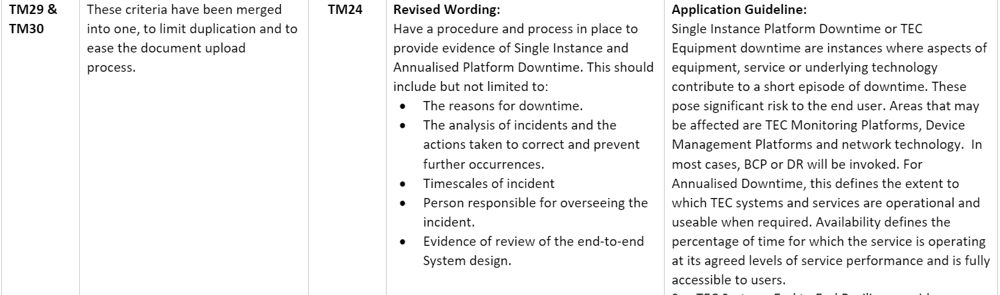 TM29 &
TM30
These criteria have been merged
into one, to limit duplication and to
ease the document upload
process.
TM24
Revised Wording:
Have a procedure and process in place to
provide evidence of Single Instance and
Annualised Platform Downtime. This should
include but not limited to:
• The reasons for downtime.
• The analysis of incidents and the
actions taken to correct and prevent
further occurrences.
• Timescales of incident
• Person responsible for overseeing the
incident.
• Evidence of review of the end-to-end
System design.
Application Guideline:
Single Instance Platform Downtime or TEC
Equipment downtime are instances where aspects of
equipment, service or underlying technology
contribute to a short episode of downtime. These
pose significant risk to the end user. Areas that may
be affected are TEC Monitoring Platforms, Device
Management Platforms and network technology.  In
most cases, BCP or DR will be invoked. For
Annualised Downtime, this defines the extent to
which TEC systems and services are operational and
useable when required. Availability defines the
percentage of time for which the service is operating
at its agreed levels of service performance and is fully
accessible to users.